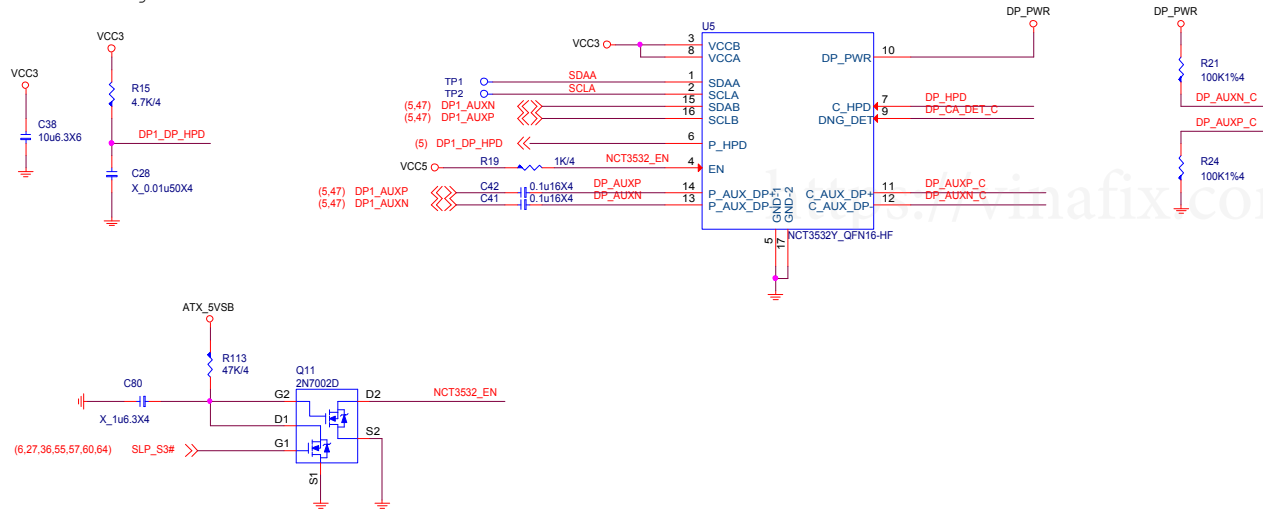 DP_PWR
DP_PWR
VCC3
VCC3
R15
4.7K/4
C38
10u6.3X6
DP1_DP_HPD
C28
X_0.01u50X4
U5
VCC3
3
VCCB
8
VCCA
10
DP_PWR
TP1
SDAA
1
SDAA
TP2
SCLA
2
SCLA
(5,47) DP1_AUXN
15
SDAB
(5,47) DP1_AUXP
16
SCLB
7
C_HPD
DP_HPD
9
DNG_DET
DP_CA_DET_C
(5) DP1_DP_HPD
6
P_HPD
VCC5
R19
1K/4
NCT3532_EN
4
EN
(5,47) DP1_AUXP
C42
0.1u16X4
DP_AUXP
14
P_AUX_DP+
(5,47) DP1_AUXN
C41
0.1u16X4
DP_AUXN
13
P_AUX_DP-
C_AUX_DP+
11
DP_AUXP_C
C_AUX_DP-
12
DP_AUXN_C
GND-1
GND-2
5
17
NCT3532Y_QFN16-HF
R21
100K1%4
DP_AUXN_C
DP_AUXP_C
R24
100K1%4
https://vinafix.co
ATX_5VSB
R113
47K/4
C80
X_1u6.3X4
Q11
2N7002D
G2
D2
NCT3532_EN
D1
S2
(6,27,36,55,57,60,64) SLP_S3#
G1
S1